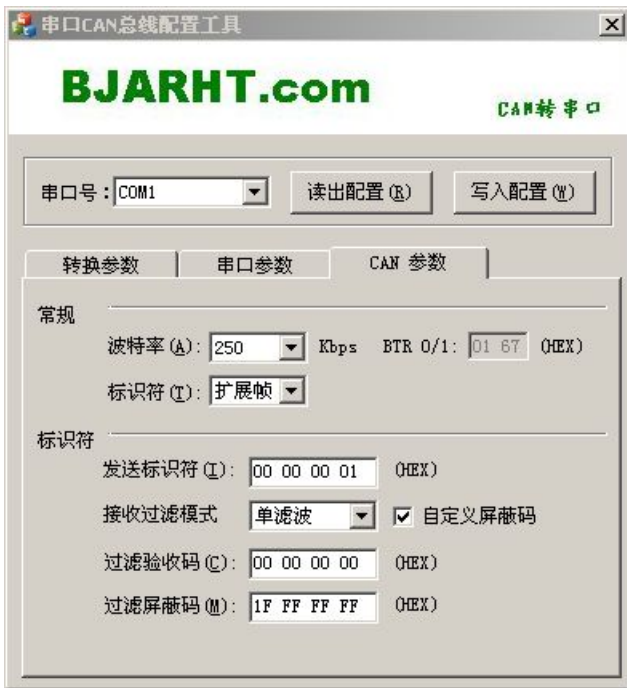 串口CAN总线配置工具
BJARHT.com
CAN转串口
串口号：COM1 读出配置(R) 写入配置(W)
转换参数 串口参数 CAN 参数
常规
波特率(A): 250 Kbps BTR 0/1: 01 67 (HEX)
标识符(T): 扩展帧
标识符
发送标识符(I): 00 00 00 01 (HEX)
接收过滤模式 单滤波 自定义屏蔽码
过滤验收码(C): 00 00 00 00 (HEX)
过滤屏蔽码(M): 1F FF FF FF (HEX)